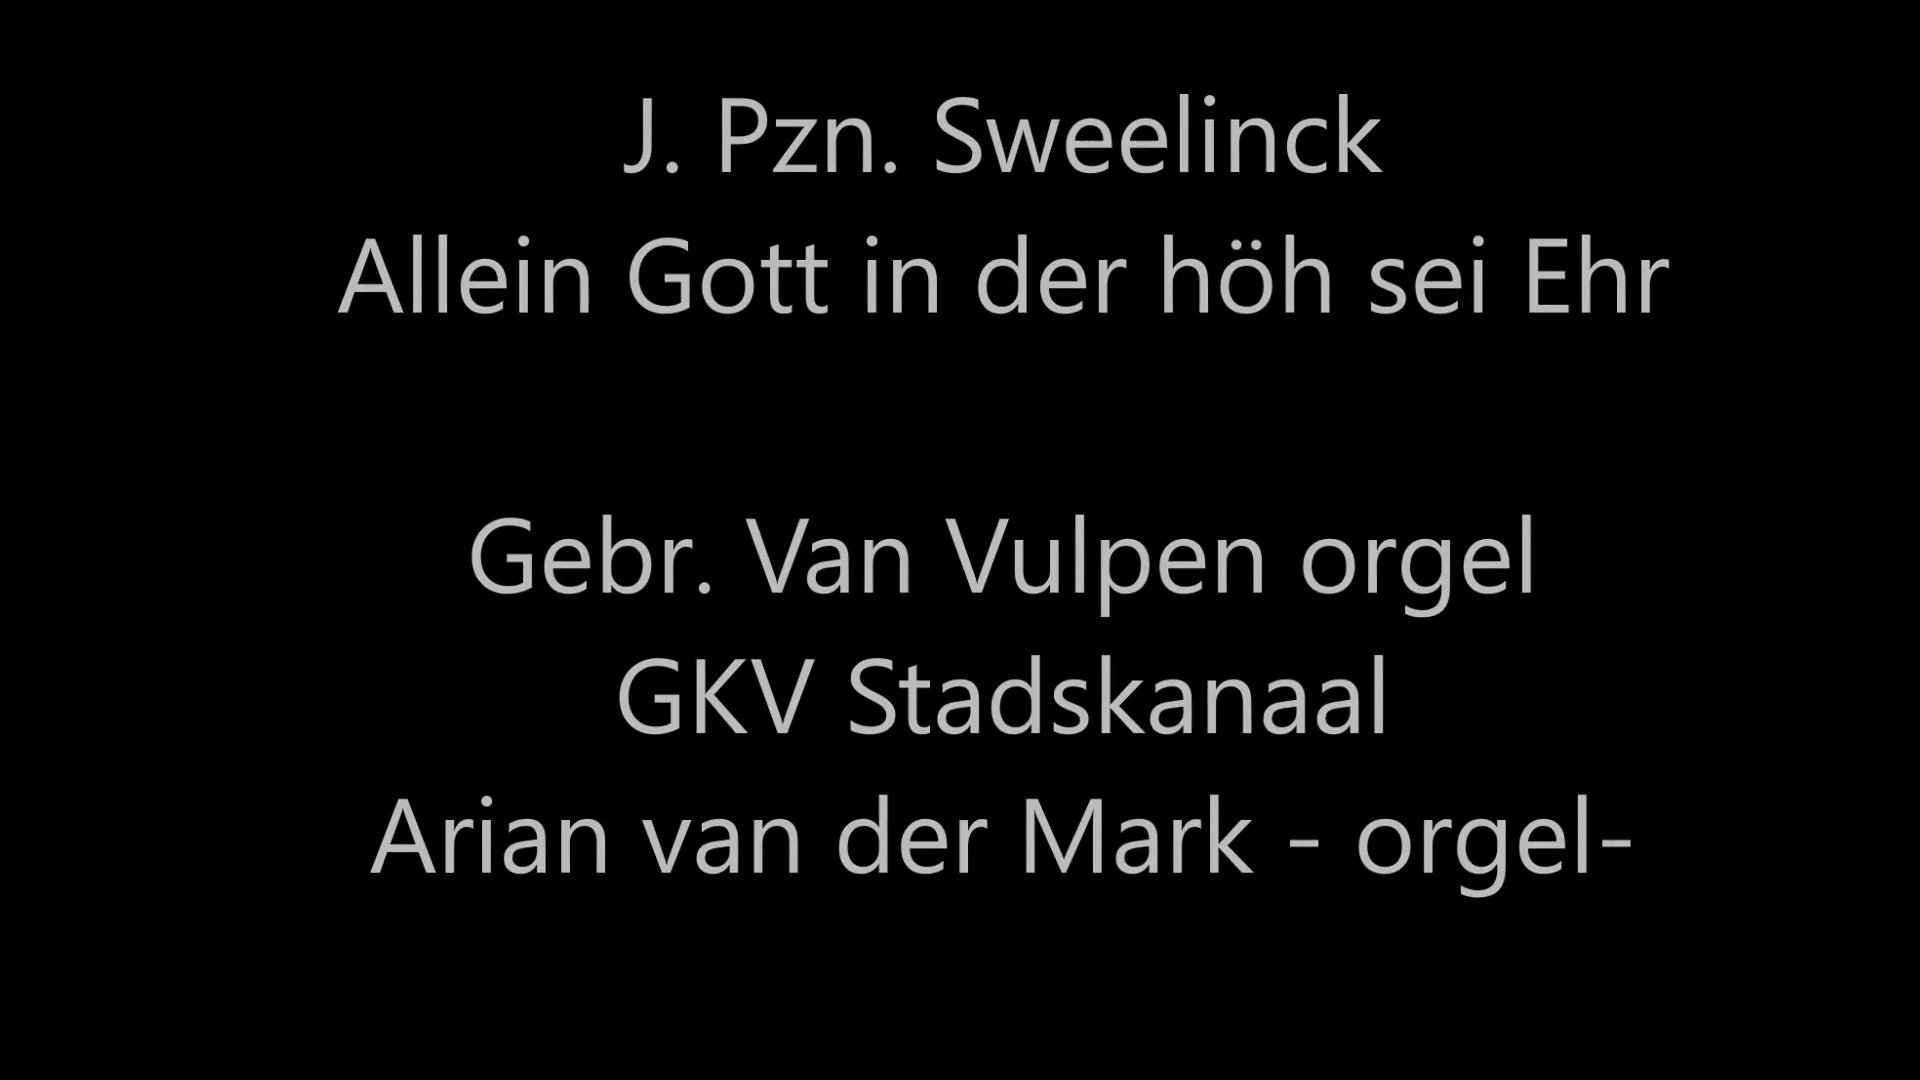 J. Pzn. Sweelinck
Allein Gott in der höh sei Ehr
Gebr. Van Vulpen orgel
GKV Stadskanaal
Arian van der Mark - orgel-